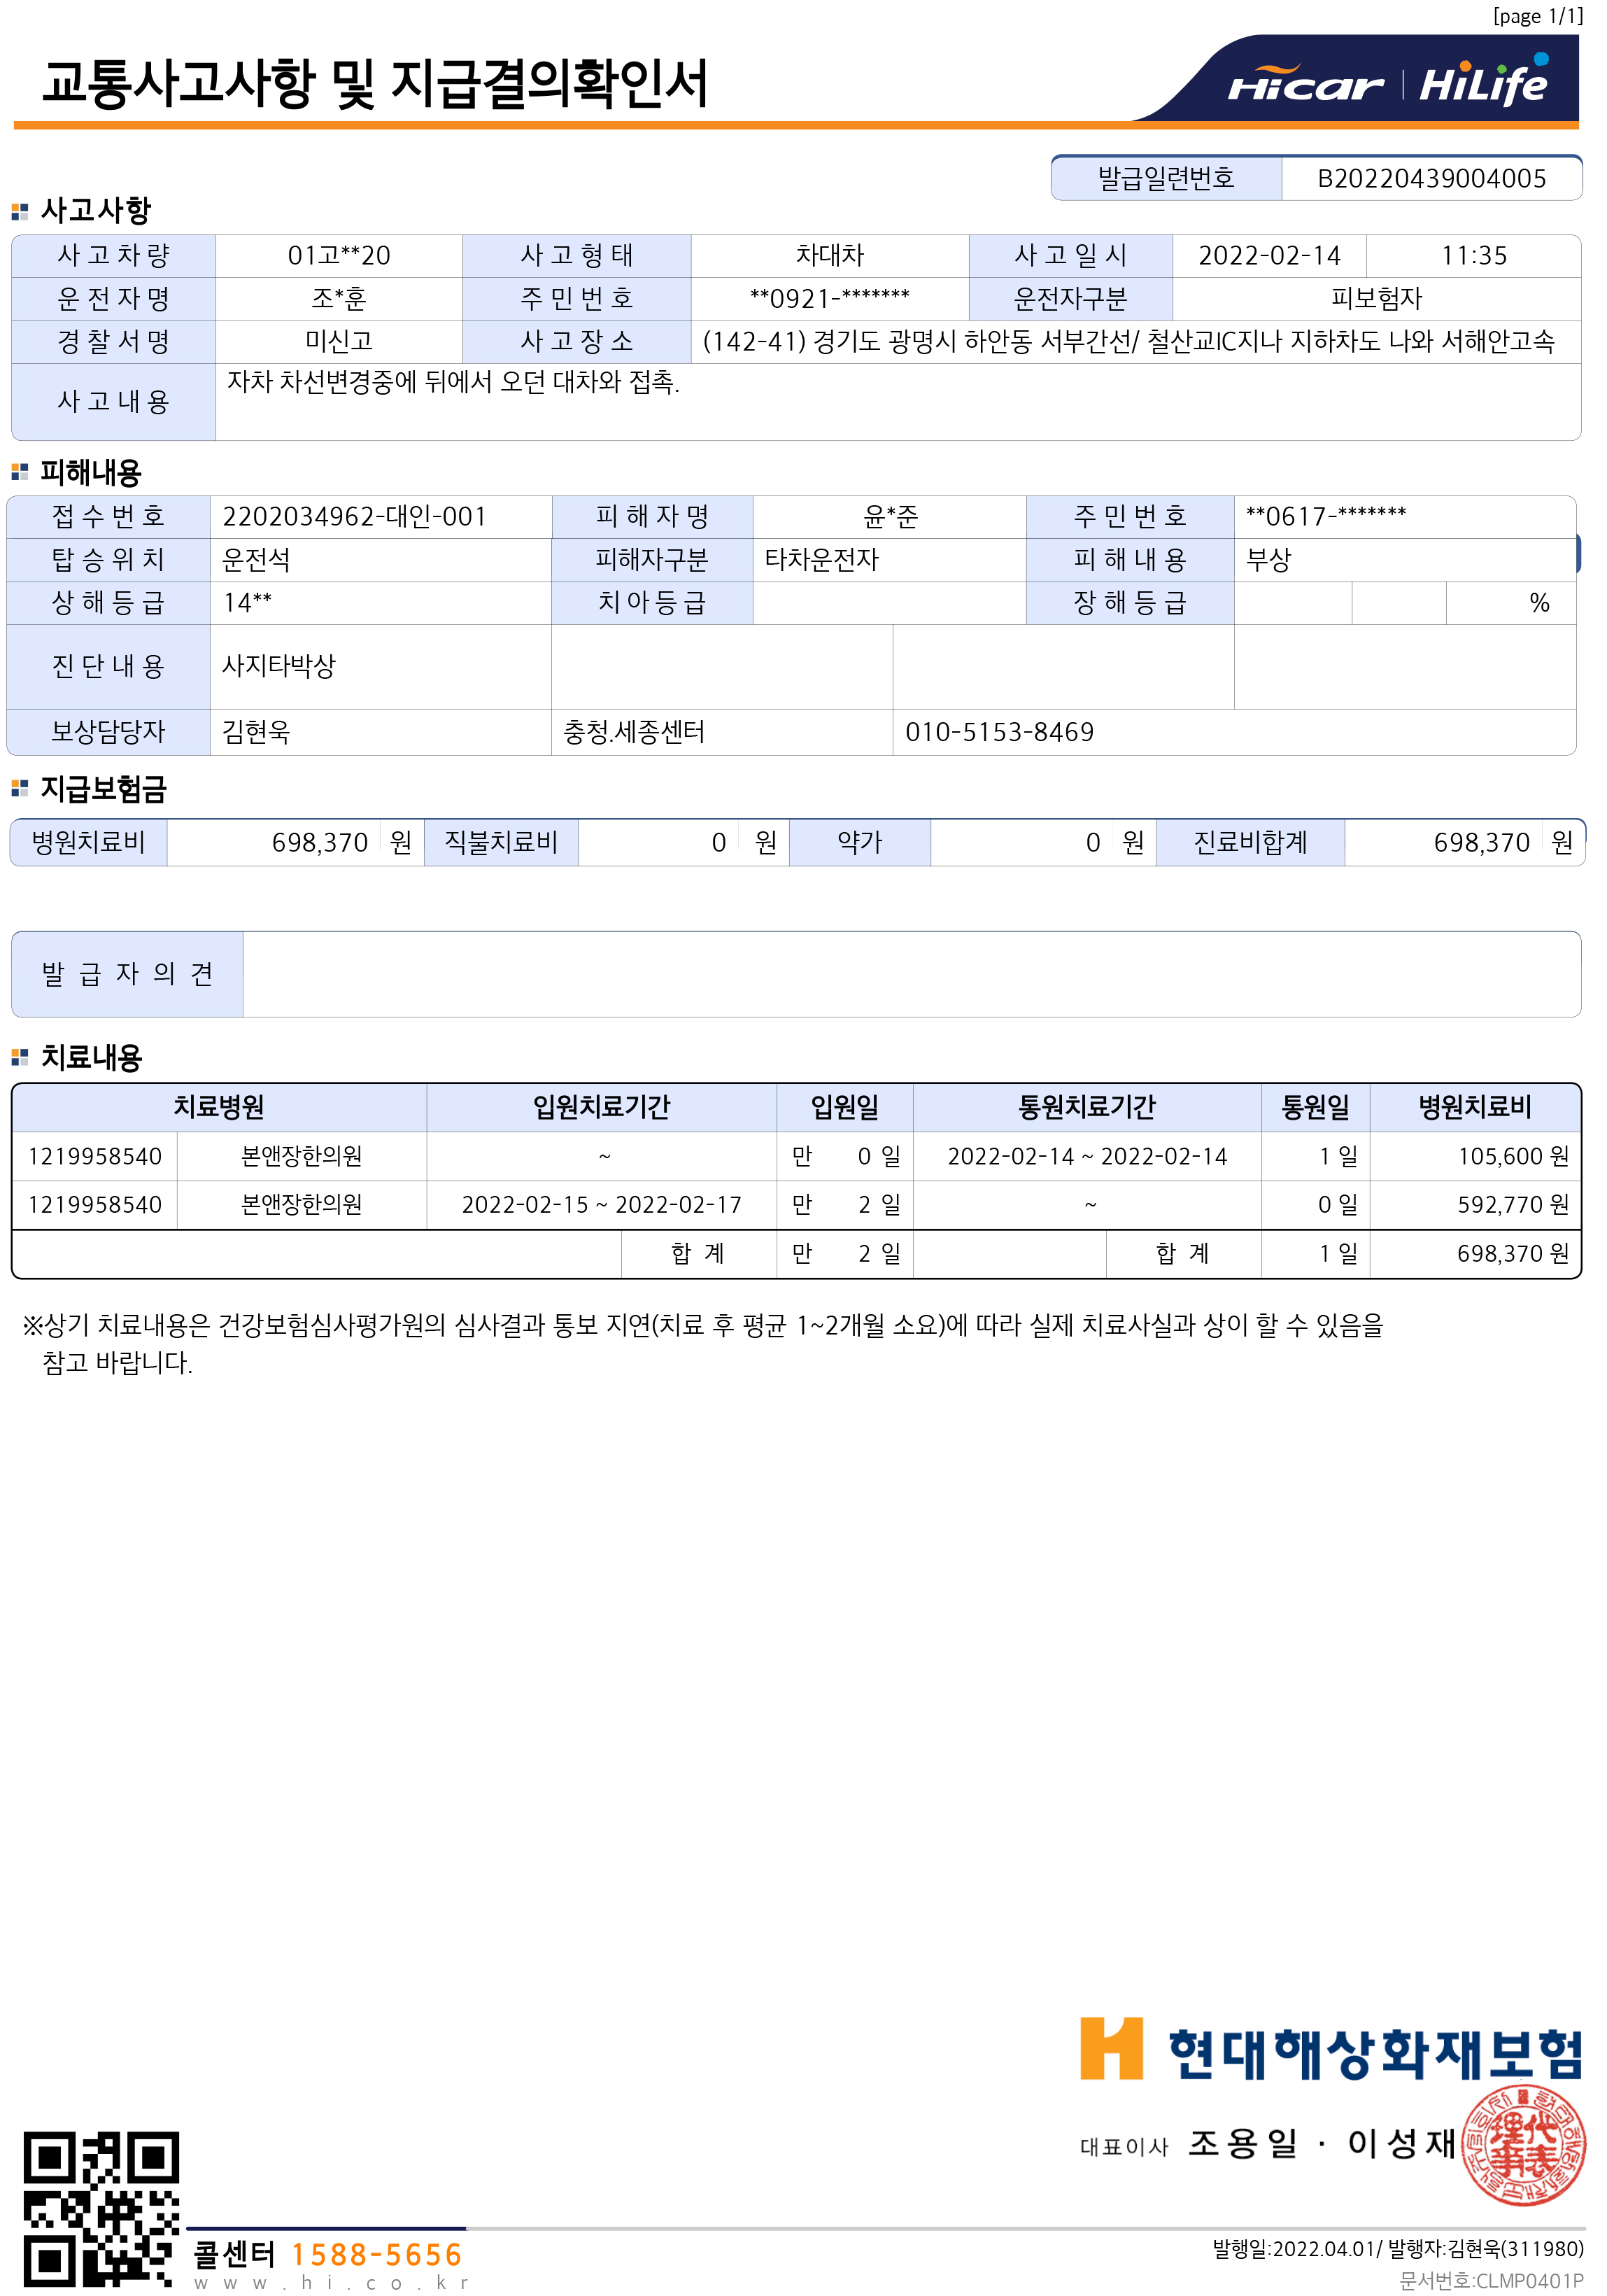 [page 1/1]
교통사고사항 및 지급결의확인서
Hicar | HiLife
발급일련번호 B20220439004005
사고사항
사 고 차 량 01고**20 사 고 형 태 차대차 사 고 일 시 2022-02-14 11:35
운 전 자 명 조*훈 주 민 번 호 **0921-******* 운전자구분 피보험자
경 찰 서 명 미신고 사 고 장 소 (142-41) 경기도 광명시 하안동 서부간선/ 철산교IC지나 지하차도 나와 서해안고속
사 고 내 용 자차 차선변경중에 뒤에서 오던 대차와 접촉.
피해내용
접 수 번 호 2202034962-대인-001 피 해 자 명 윤*준 주 민 번 호 **0617-*******
탑 승 위 치 운전석 피해자구분 타차운전자 피 해 내 용 부상
상 해 등 급 14** 치 아 등 급 장 해 등 급 %
진 단 내 용 사지타박상
보상담당자 김현욱 충청.세종센터 010-5153-8469
지급보험금
병원치료비 698,370 원 직불치료비 0 원 약가 0 원 진료비합계 698,370 원
발 급 자 의 견
치료내용
치료병원 입원치료기간 입원일 통원치료기간 통원일 병원치료비
1219958540 본앤장한의원 ~ 만 0 일 2022-02-14 ~ 2022-02-14 1 일 105,600 원
1219958540 본앤장한의원 2022-02-15 ~ 2022-02-17 만 2 일 ~ 0 일 592,770 원
합 계 만 2 일 합 계 1 일 698,370 원
※상기 치료내용은 건강보험심사평가원의 심사결과 통보 지연(치료 후 평균 1~2개월 소요)에 따라 실제 치료사실과 상이 할 수 있음을
참고 바랍니다.
현대해상화재보험
대표이사 조용일 · 이성재
콜센터 1588-5656
www.hi.co.kr
발행일:2022.04.01/ 발행자:김현욱(311980)
문서번호:CLMP0401P